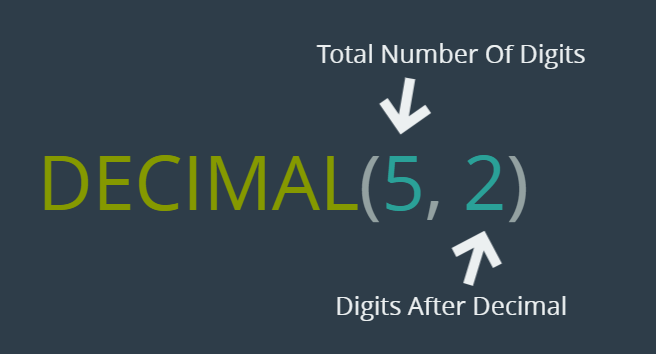 Total Number Of Digits
DECIMAL(5, 2)
Digits After Decimal